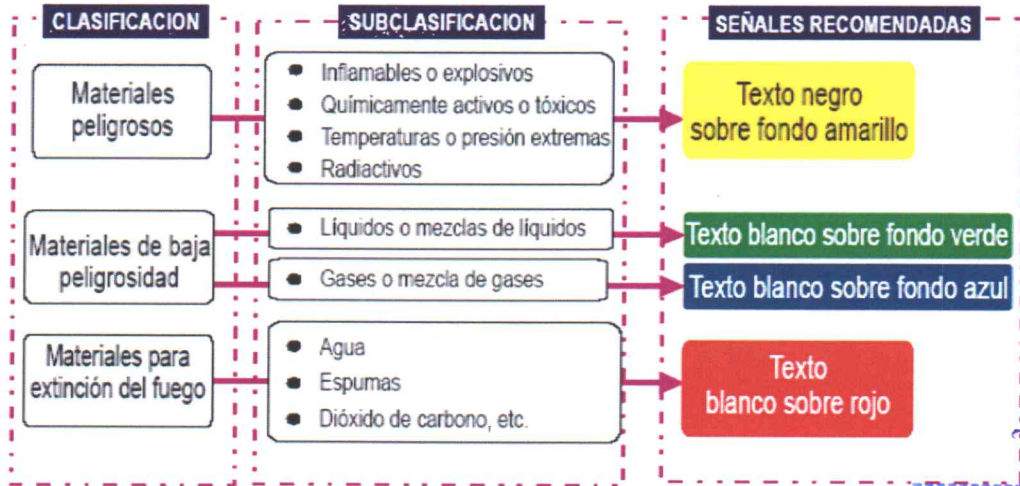 CLASIFICACION
SUBCLASIFICACION
SEÑALES RECOMENDADAS
Materiales
peligrosos
Inflamables o explosivos
Químicamente activos o tóxicos
Temperaturas o presión extremas
Radiactivos
Texto negro
sobre fondo amarillo
Materiales de baja
peligrosidad
Líquidos o mezclas de líquidos
Texto blanco sobre fondo verde
Gases o mezcla de gases
Texto blanco sobre fondo azul
Materiales para
extinción del fuego
Agua
Espumas
Dióxido de carbono, etc.
Texto
blanco sobre rojo